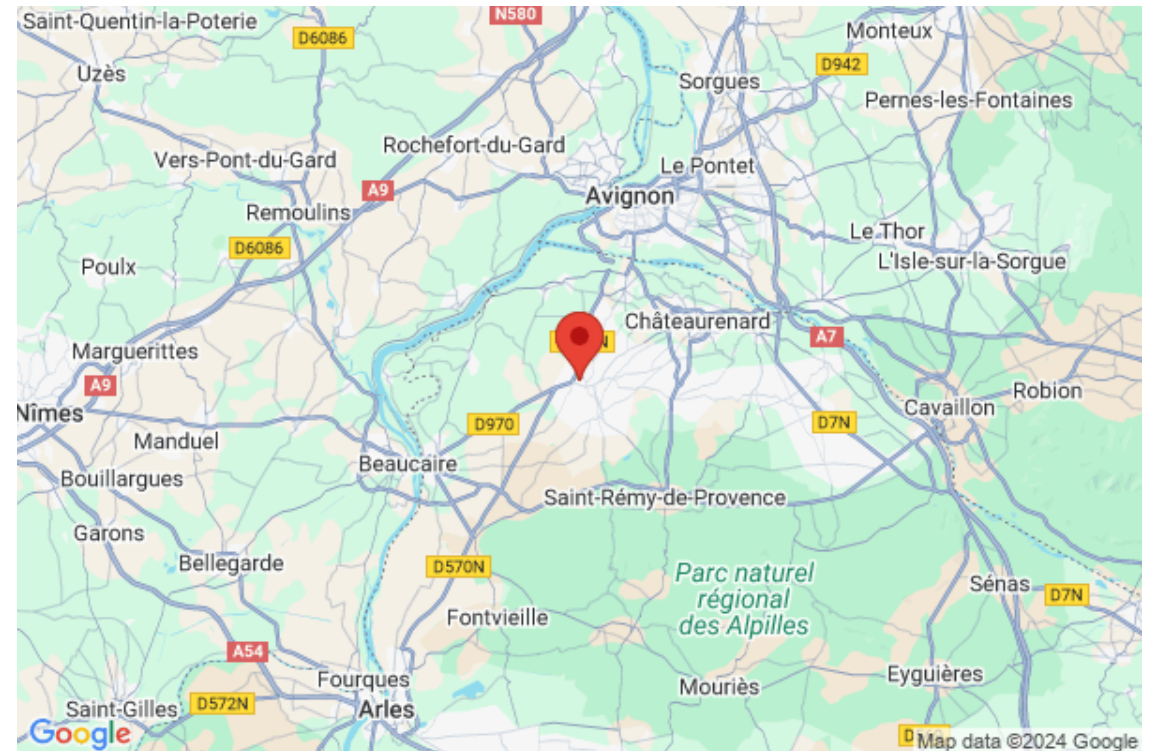 Saint-Quentin-la-Poterie
N580
D6086
Monteux
Uzès
D942
Sorgues
Pernes-les-Fontaines
Rochefort-du-Gard
Vers-Pont-du-Gard
Le Pontet
A9
Avignon
Remoulins
Le Thor
D6086
L'Isle-sur-la-Sorgue
Poulx
Châteaurenard
A7
Marguerittes
A9
Robion
Nîmes
Cavaillon
D970
D7N
Manduel
Beaucaire
Bouillargues
Saint-Rémy-de-Provence
Garons
Bellegarde
D570N
Parc naturel
régional
des Alpilles
Sénas
D7N
Fontvieille
A54
Fourques
Eyguières
Mouriès
Saint-Gilles
D572N
Arles
Google
Map data ©2024 Google